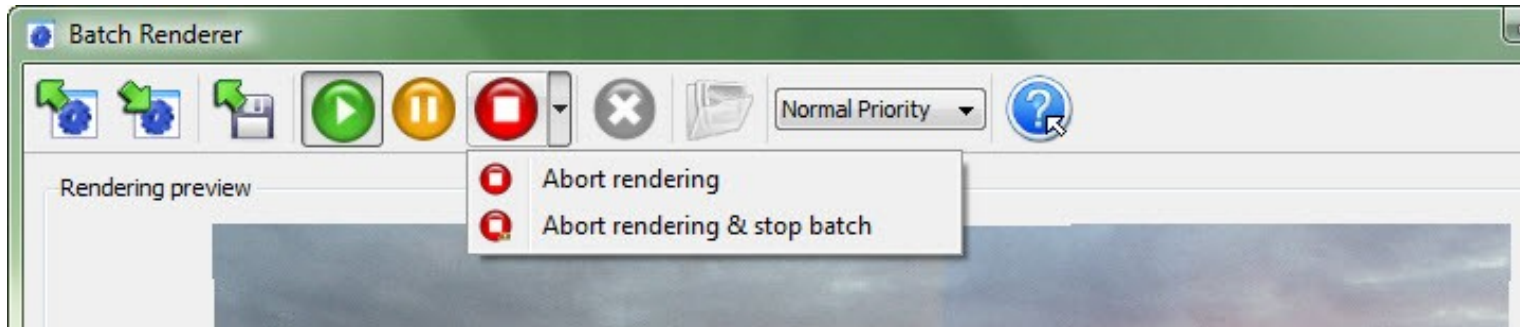 Batch Renderer
Normal Priority
Abort rendering
Abort rendering & stop batch
Rendering preview